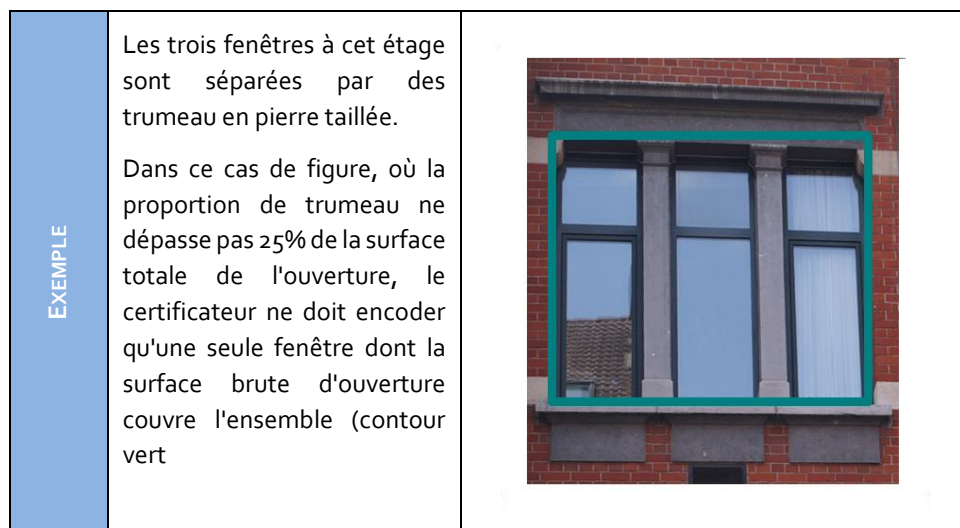 EXEMPLE
Les trois fenêtres à cet étage
sont séparées par des
trumeau en pierre taillée.
Dans ce cas de figure, où la
proportion de trumeau ne
dépasse pas 25% de la surface
totale de l'ouverture, le
certificateur ne doit encoder
qu'une seule fenêtre dont la
surface brute d'ouverture
couvre l'ensemble (contour
vert